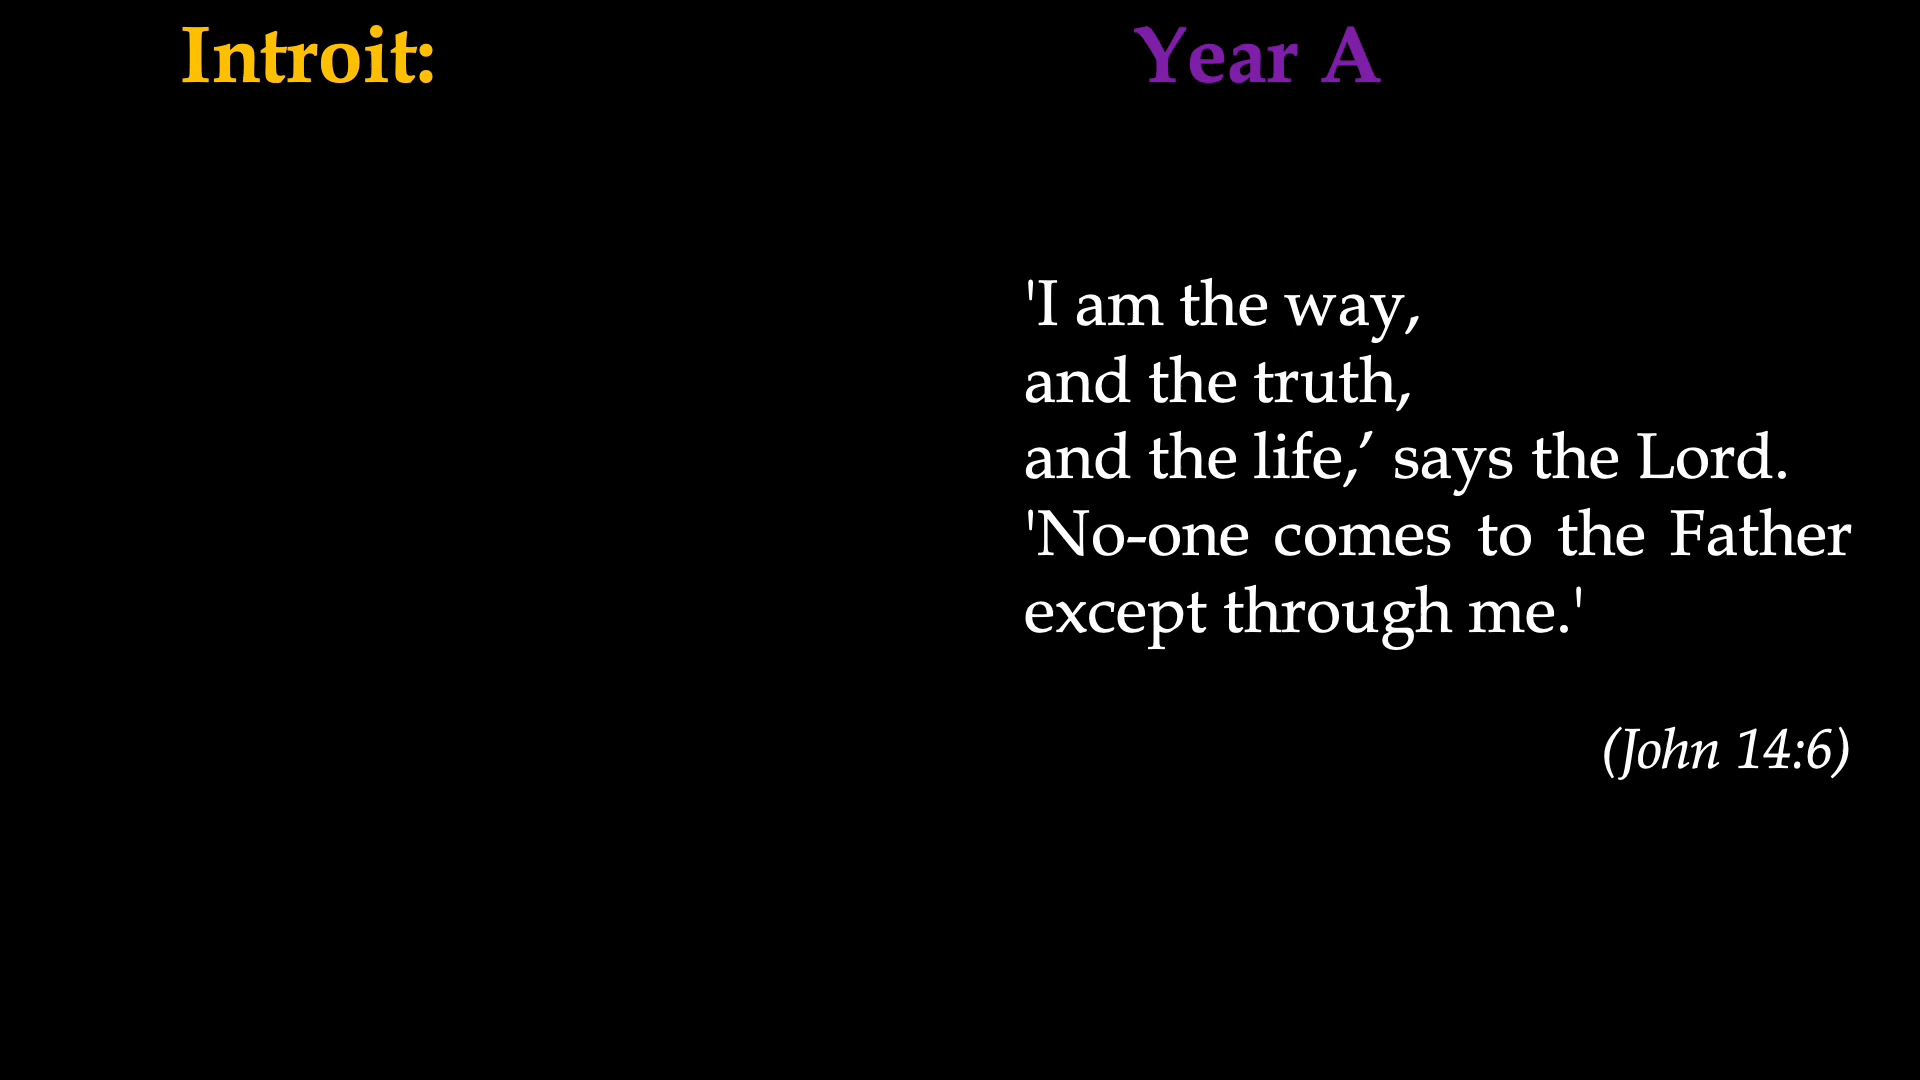 Introit:
Year A
'I am the way,
and the truth,
and the life,’ says the Lord.
'No-one comes to the Father
except through me.'
(John 14:6)